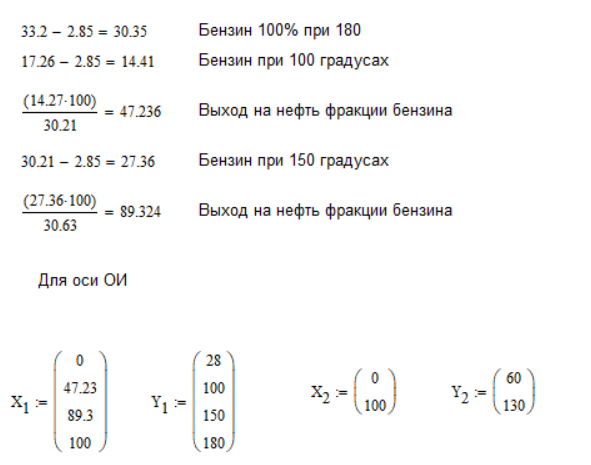 33.2 − 2.85 = 30.35 Бензин 100% при 180
17.26 − 2.85 = 14.41 Бензин при 100 градусах
(14.27·100) / 30.21 = 47.236 Выход на нефть фракции бензина
30.21 − 2.85 = 27.36 Бензин при 150 градусах
(27.36·100) / 30.63 = 89.324 Выход на нефть фракции бензина
Для оси ОИ
X1 := (0 47.23 89.3 100) Y1 := (28 100 150 180) X2 := (0 100) Y2 := (60 130)